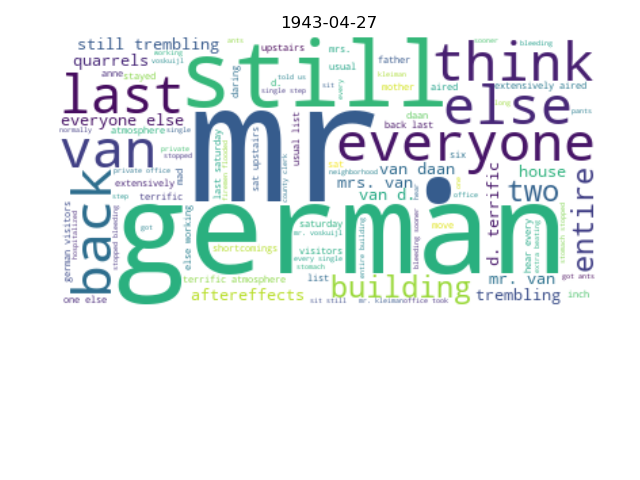 1943-04-27
still trembling
ants
upstairs
mrs.
working
voskuijl
sooner
bleeding
quarrels
still
think
usual
father
kleiman
told us
anne
stayed
daring
d.
single step
sit
every
mother
aired
extensively aired
last
mr.
else
long
pants
everyone else
normally
atmosphere
single
daan
back last
van
everyone
six
private
stopped
last saturday
firemen flooded
sat upstairs
usual list
county clerk
sat
neighborhood
van daan
house
private office
extensively
mad
mrs. van
two
entire
back
step
terrific
van d.
hear
one
office
d. terrific
german
german visitors
hospitalized
stopped bleeding
got
else working
saturday
mr. voskuijl
move
visitors
entire building
bleeding sooner
hear every
extra beating
stomach stopped
shortcomings
every single
stomach
terrific atmosphere
list
building
mr. van
got ants
one else
aftereffects
sit still
mr. kleimanoffice took
trembling
inch